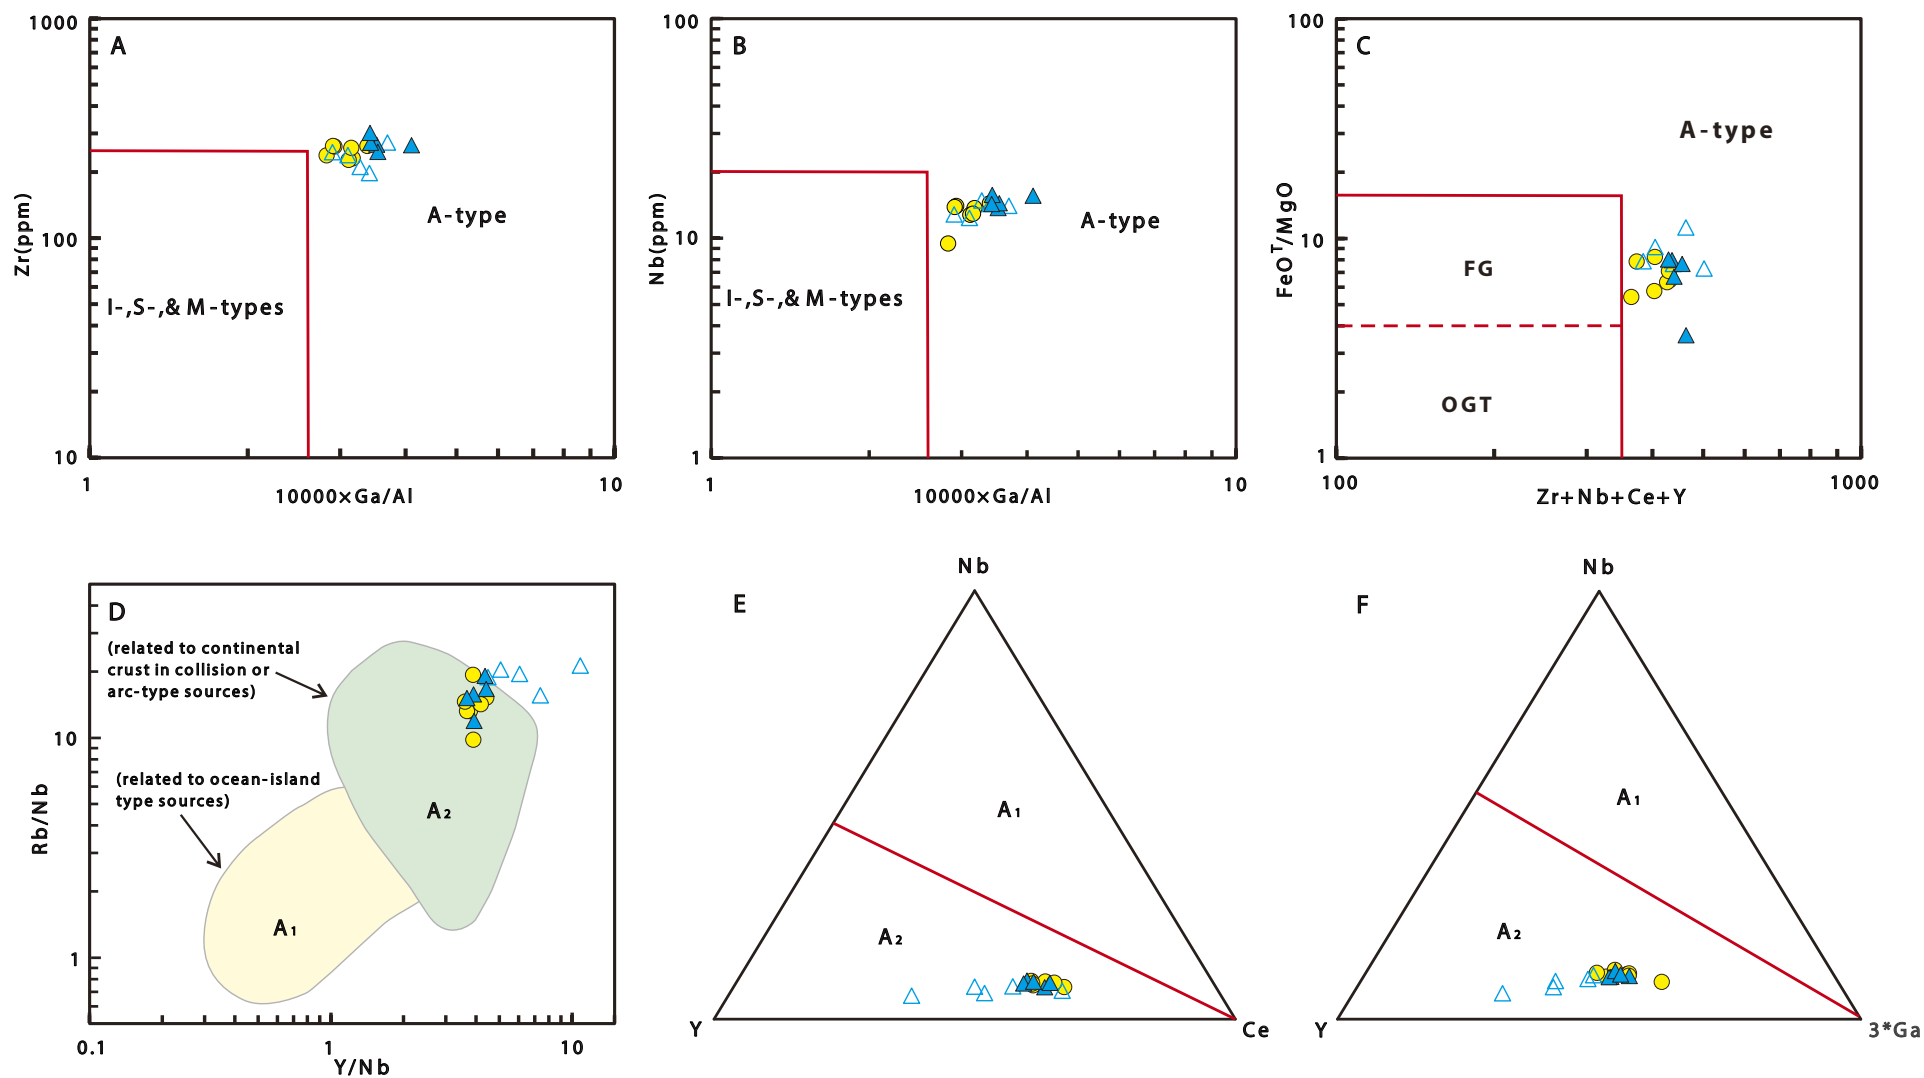 A
1000
100
10
Zr(ppm)
A-type
I-,S-,& M-types
1
10000×Ga/Al
10
B
100
10
1
Nb(ppm)
A-type
I-,S-,& M-types
1
10000×Ga/Al
10
C
100
10
1
FeOT/MgO
A-type
FG
OGT
100
Zr+Nb+Ce+Y
1000
D
(related to continental
crust in collision or
arc-type sources)
10
(related to ocean-island
type sources)
Rb/Nb
A2
A1
1
0.1
1
10
Y/Nb
E
Nb
A1
A2
Y
Ce
F
Nb
A1
A2
Y
3*Ga